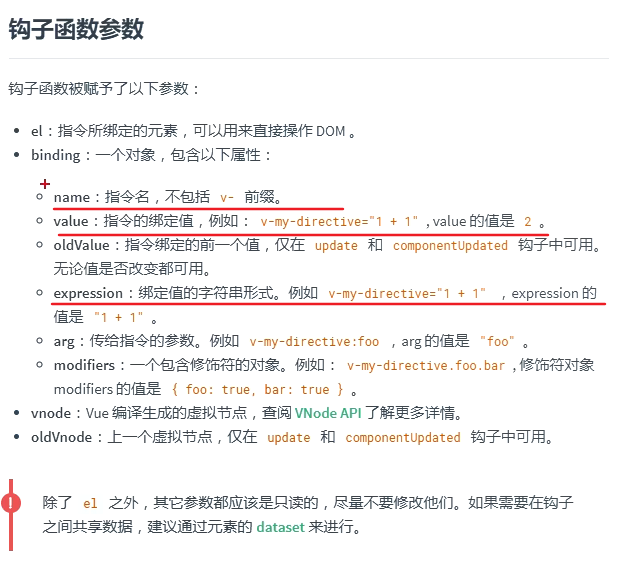 钩子函数参数
钩子函数被赋予了以下参数：
el：指令所绑定的元素，可以用来直接操作 DOM 。
binding：一个对象，包含以下属性：
name：指令名，不包括 v- 前缀。
value：指令的绑定值，例如： v-my-directive="1 + 1" , value 的值是 2 。
oldValue：指令绑定的前一个值，仅在 update 和 componentUpdated 钩子中可用。
无论值是否改变都可用。
expression：绑定值的字符串形式。例如 v-my-directive="1 + 1" ，expression 的
值是 "1 + 1" 。
arg：传给指令的参数。例如 v-my-directive:foo ，arg 的值是 "foo" 。
modifiers：一个包含修饰符的对象。例如： v-my-directive.foo.bar , 修饰符对象
modifiers 的值是 { foo: true, bar: true } 。
vnode：Vue 编译生成的虚拟节点，查阅 VNode API 了解更多详情。
oldVnode：上一个虚拟节点，仅在 update 和 componentUpdated 钩子中可用。
除了 el 之外，其它参数都应该是只读的，尽量不要修改他们。如果需要在钩子
之间共享数据，建议通过元素的 dataset 来进行。